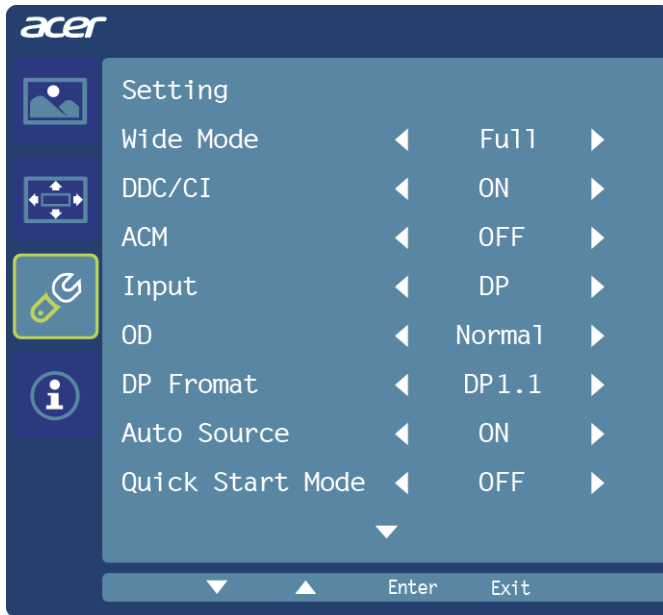 acer
Setting
Wide Mode Full
DDC/CI ON
ACM OFF
Input DP
OD Normal
DP Fromat DP1.1
Auto Source ON
Quick Start Mode OFF
Enter Exit